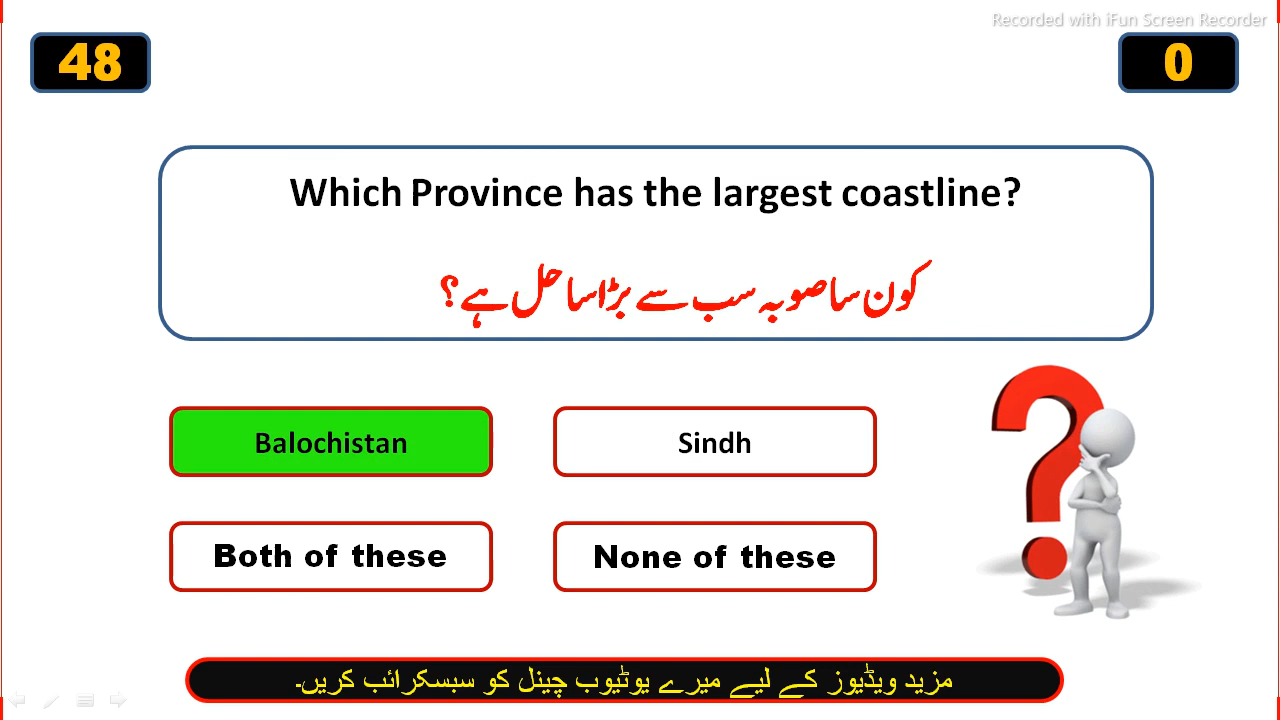 Recorded with iFun Screen Recorder
48
0
Which Province has the largest coastline?
کون سا صوبہ سب سے بڑا ساحل ہے؟
Balochistan
Sindh
Both of these
None of these
مزید ویڈیوز کے لیے میرے یوٹیوب چینل کو سبسکرائب کریں۔